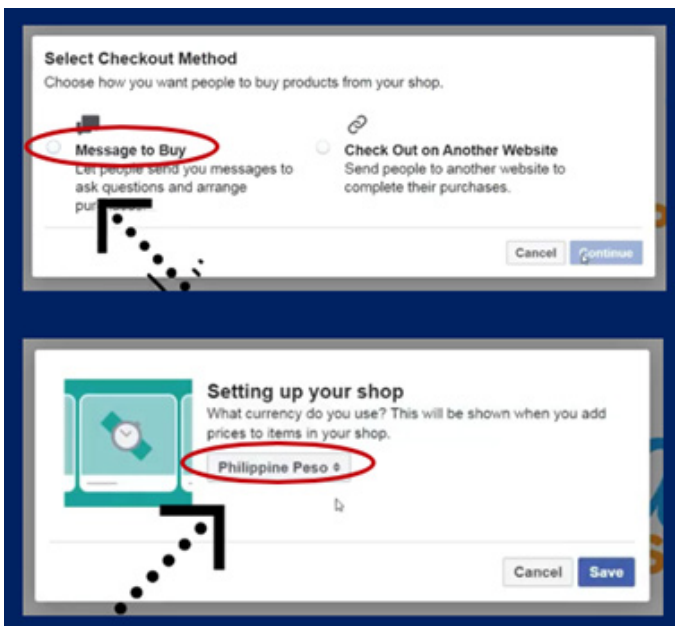 Select Checkout Method
Choose how you want people to buy products from your shop.
Message to Buy
Let people send you messages to
ask questions and arrange
Check Out on Another Website
Send people to another website to
complete their purchases.
Cancel
Continue
Setting up your shop
What currency do you use? This will be shown when you add
prices to items in your shop.
Philippine Peso
Cancel
Save